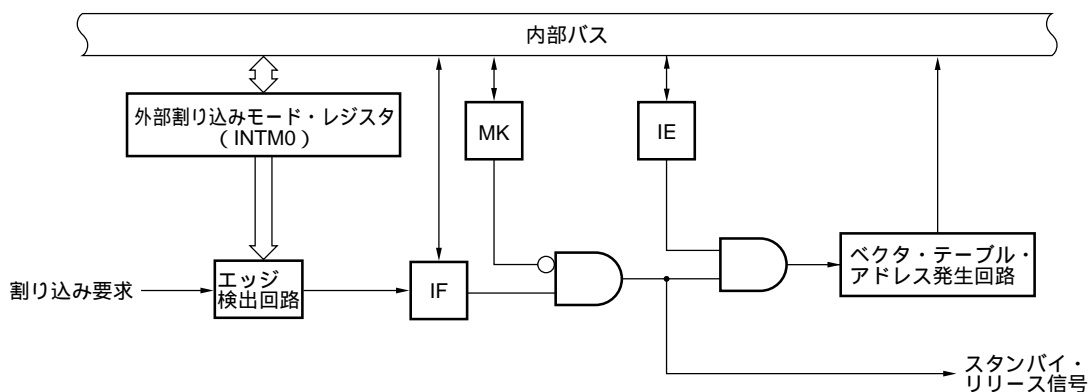 内部バス
外部割り込みモード・レジスタ
(INTM0)
MK
IE
割り込み要求
エッジ
検出回路
IF
ベクタ・テーブル・
アドレス発生回路
スタンバイ・
リリース信号